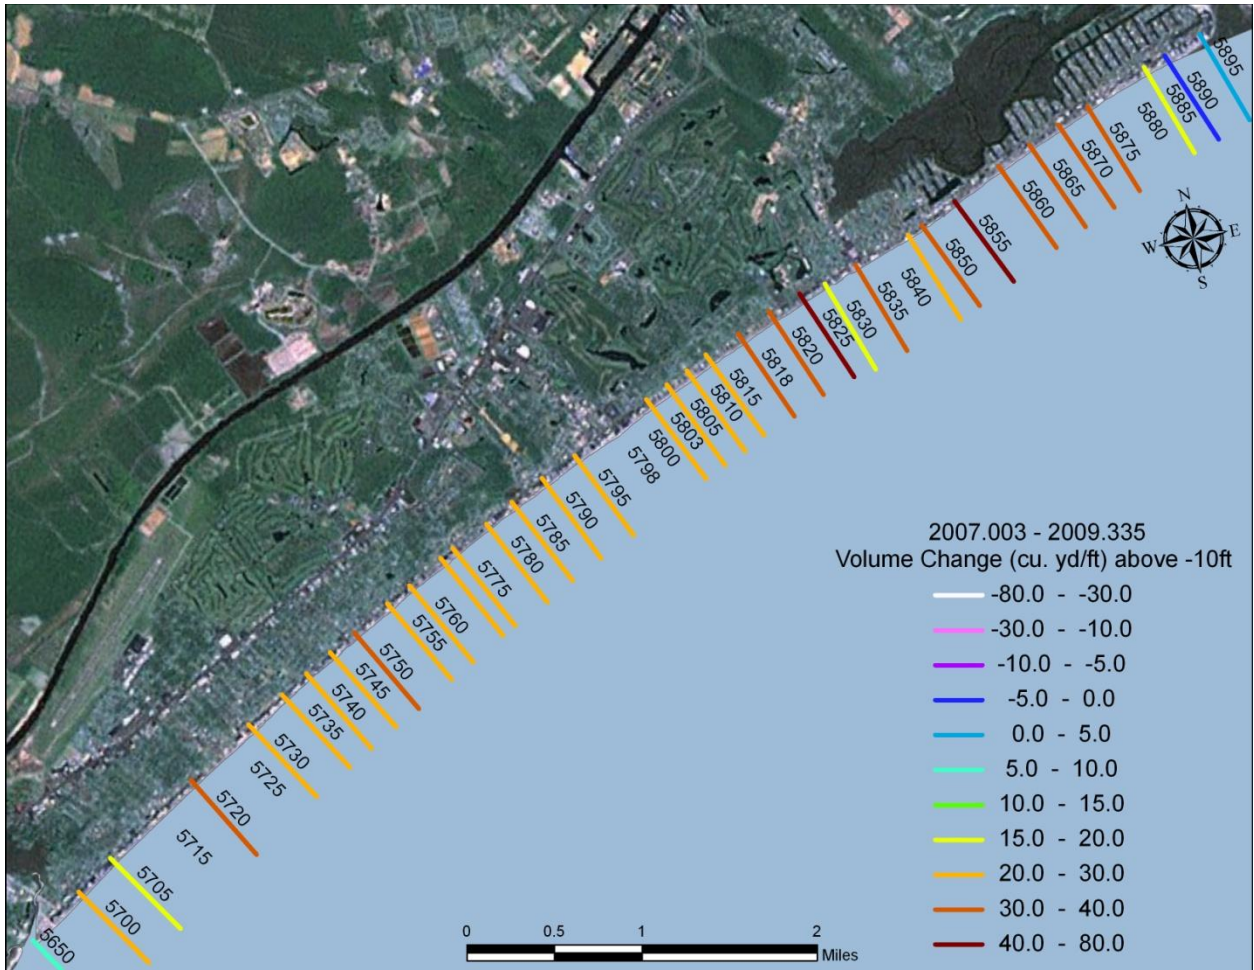 5895
5890
5885
5880
5875
5870
5865
5860
5855
5850
5840
5835
5830
5825
5820
5818
5815
5810
5805
5803
5800
5798
5795
5790
5785
5780
5775
5760
5755
5750
5745
5740
5735
5730
5725
5720
5715
5705
5700
5650
N
W E
S
2007.003 - 2009.335
Volume Change (cu. yd/ft) above -10ft
-80.0 - -30.0
-30.0 - -10.0
-10.0 - -5.0
-5.0 - 0.0
0.0 - 5.0
5.0 - 10.0
10.0 - 15.0
15.0 - 20.0
20.0 - 30.0
30.0 - 40.0
40.0 - 80.0
0 0.5 1 2
Miles